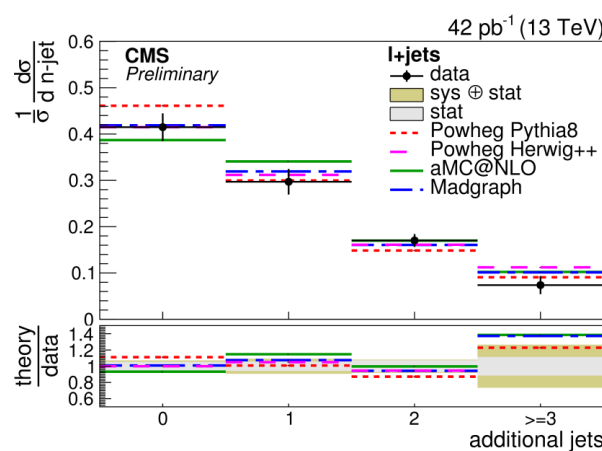 42 pb⁻¹ (13 TeV)
CMS
Preliminary
l+jets
data
sys ⊕ stat
stat
Powheg Pythia8
Powheg Herwig++
aMC@NLO
Madgraph
1/σ dσ/d n-jet
0.6
0.5
0.4
0.3
0.2
0.1
0
theory/data
1.4
1.2
1
0.8
0.6
0 1 2 >=3
additional jets